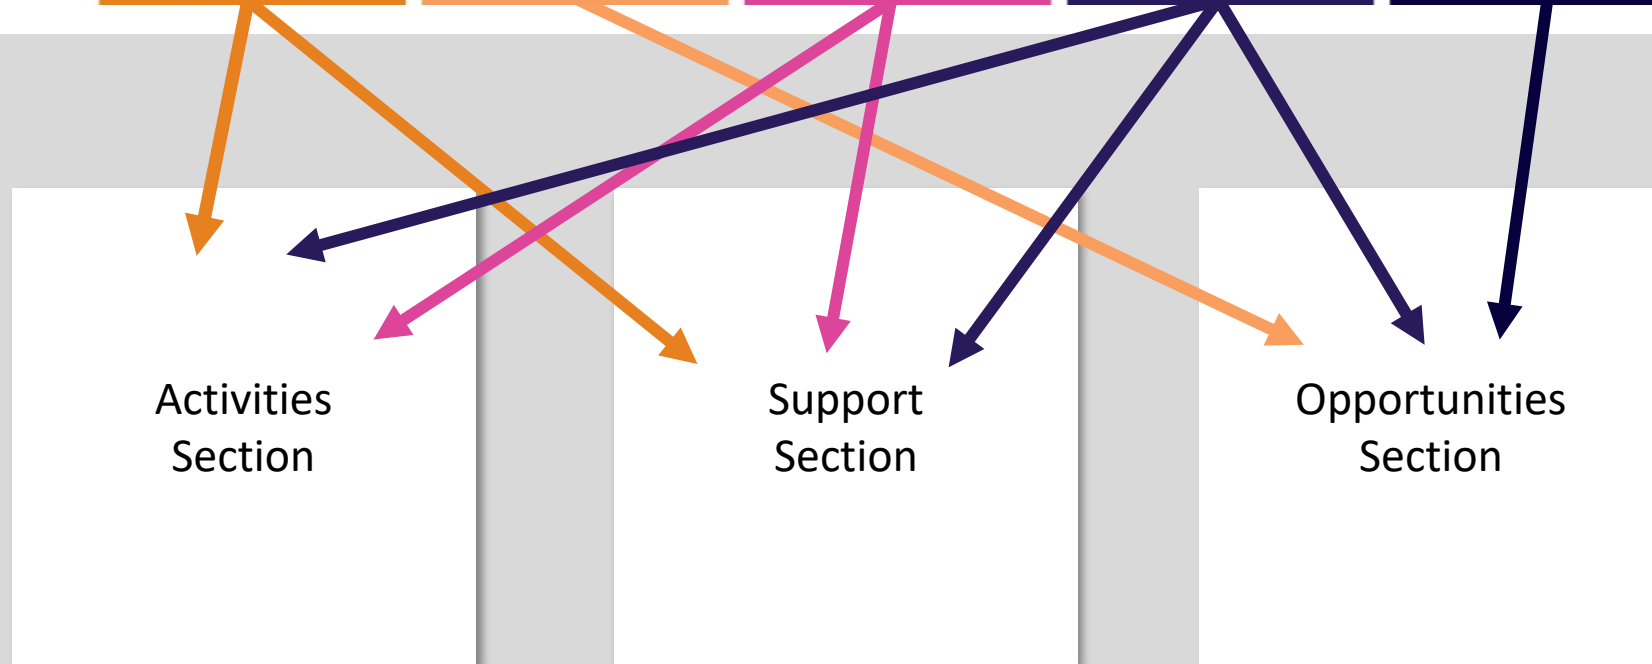 Activities
Section
Support
Section
Opportunities
Section